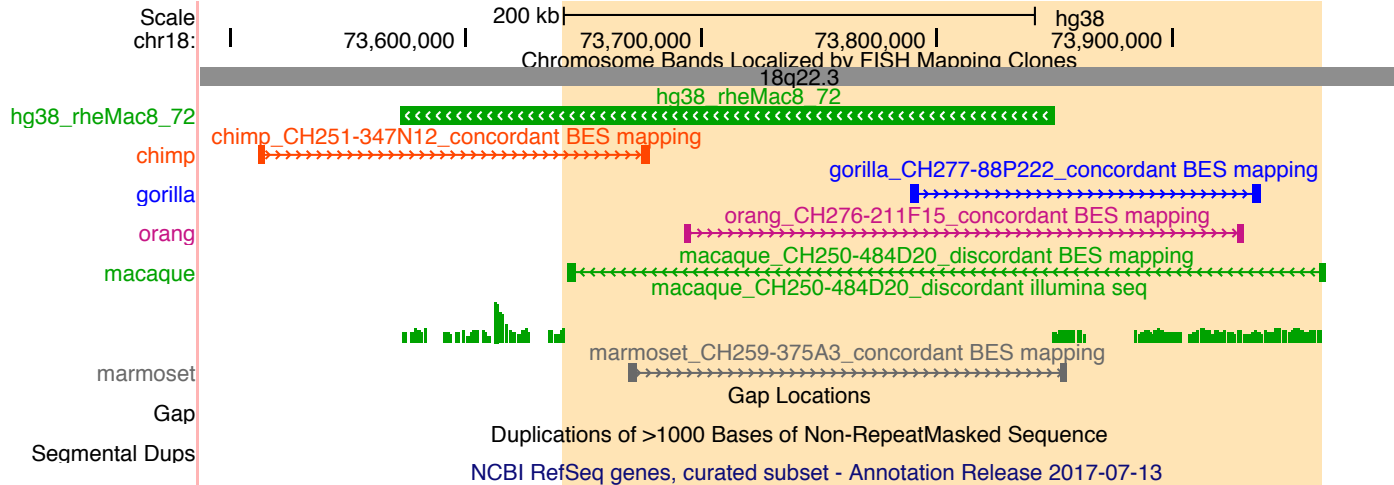 Scale 200 kb hg38
chr18: 73,600,000 73,700,000 73,800,000 73,900,000
Chromosome Bands Localized by FISH Mapping Clones
18q22.3
hg38_rheMac8_72
hg38_rheMac8_72
chimp_CH251-347N12_concordant BES mapping
chimp
gorilla_CH277-88P222_concordant BES mapping
gorilla
orang_CH276-211F15_concordant BES mapping
orang
macaque_CH250-484D20_discordant BES mapping
macaque
macaque_CH250-484D20_discordant illumina seq
marmoset_CH259-375A3_concordant BES mapping
marmoset
Gap Locations
Gap
Duplications of >1000 Bases of Non-RepeatMasked Sequence
Segmental Dups
NCBI RefSeq genes, curated subset - Annotation Release 2017-07-13